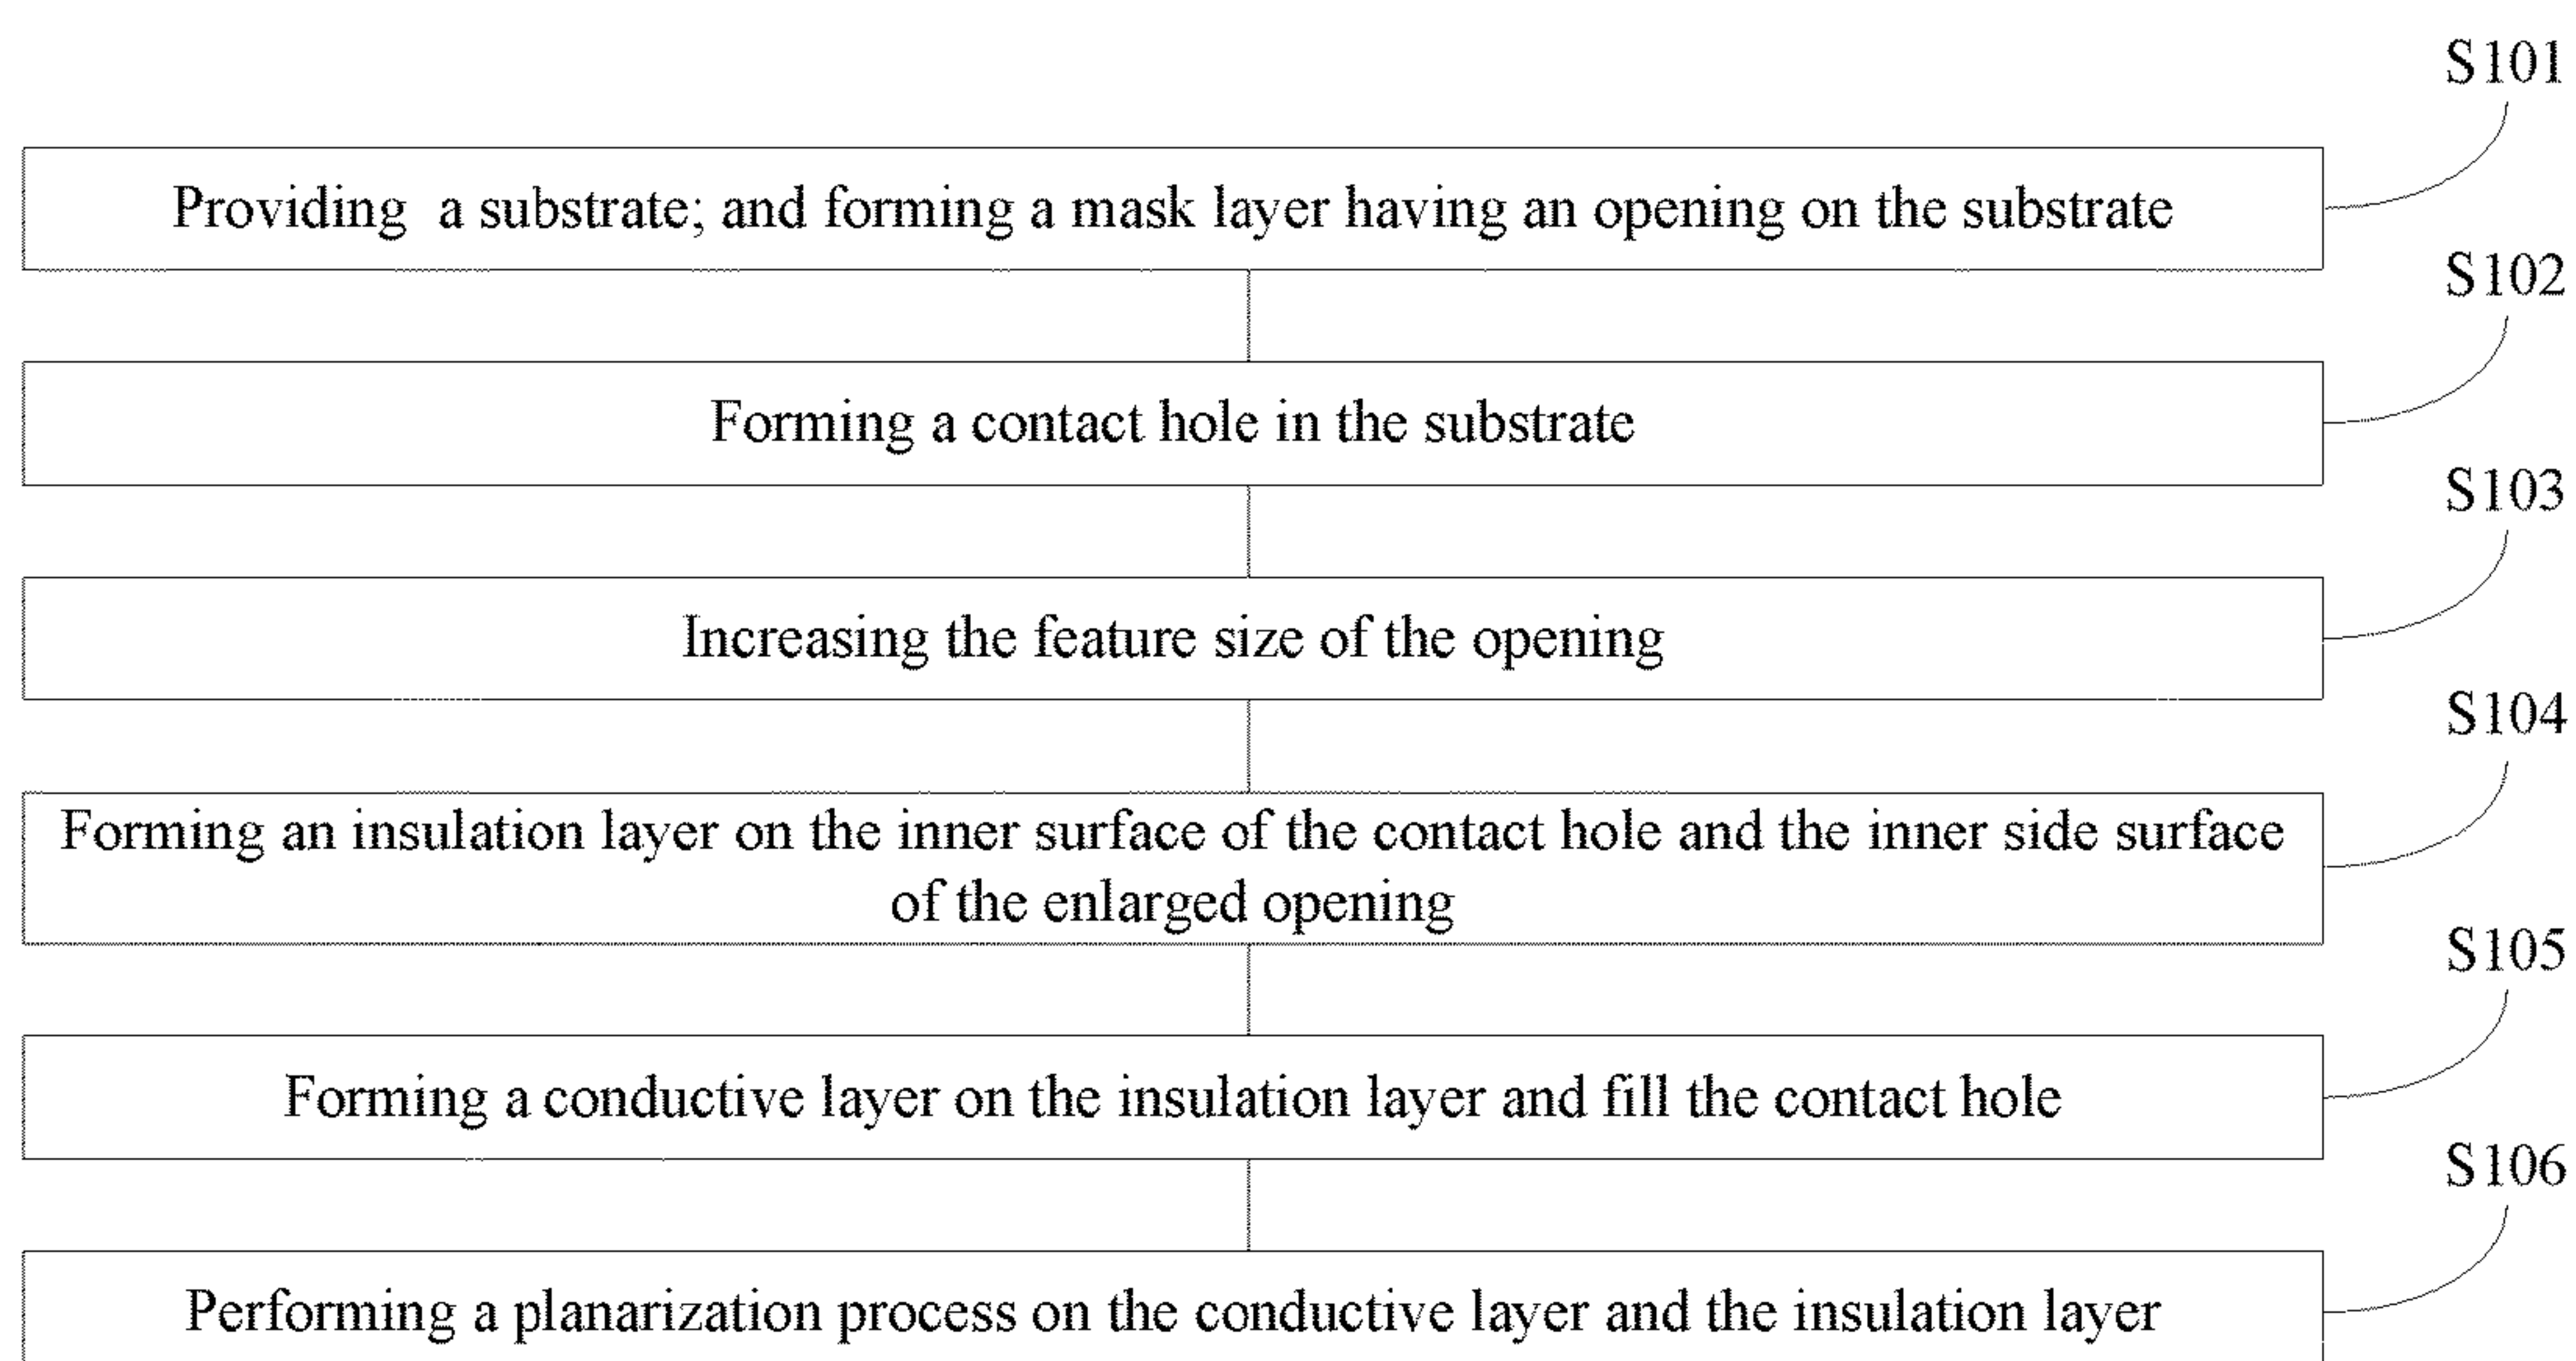 S101
Providing a substrate; and forming a mask layer having an opening on the substrate
S102
Forming a contact hole in the substrate
S103
Increasing the feature size of the opening
S104
Forming an insulation layer on the inner surface of the contact hole and the inner side surface
of the enlarged opening
S105
Forming a conductive layer on the insulation layer and fill the contact hole
S106
Performing a planarization process on the conductive layer and the insulation layer